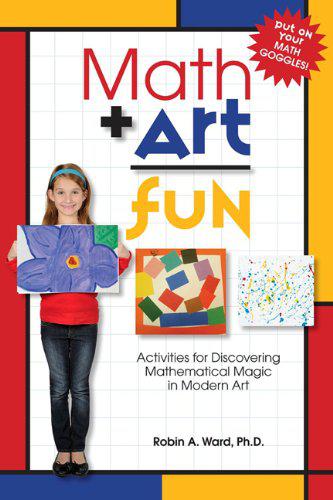 put on
your
MATH
GOGGLES!
Math
+ Art
fun
Activities for Discovering
Mathematical Magic
in Modern Art
Robin A. Ward, Ph.D.